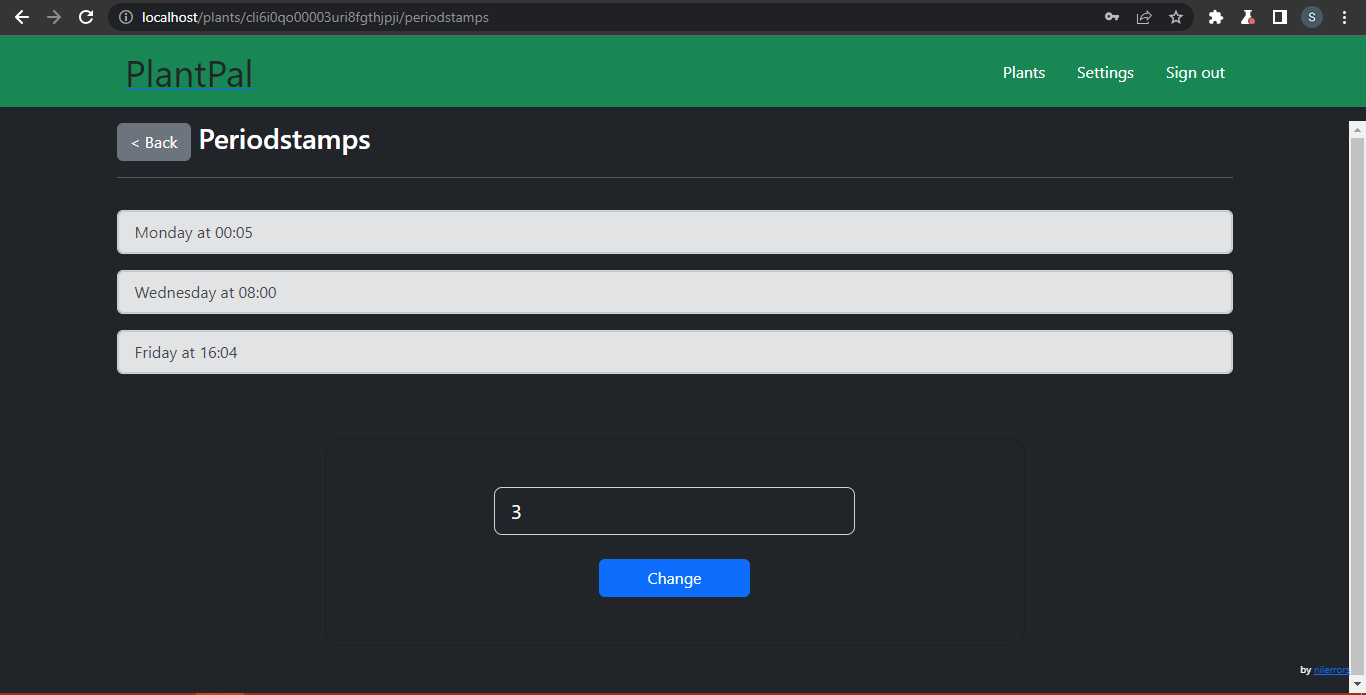 localhost/plants/cli6i0qo00003uri8fgthjpji/periodstamps
S
PlantPal
Plants Settings Sign out
< Back Periodstamps
Monday at 00:05
Wednesday at 08:00
Friday at 16:04
3
Change
by nilerrors